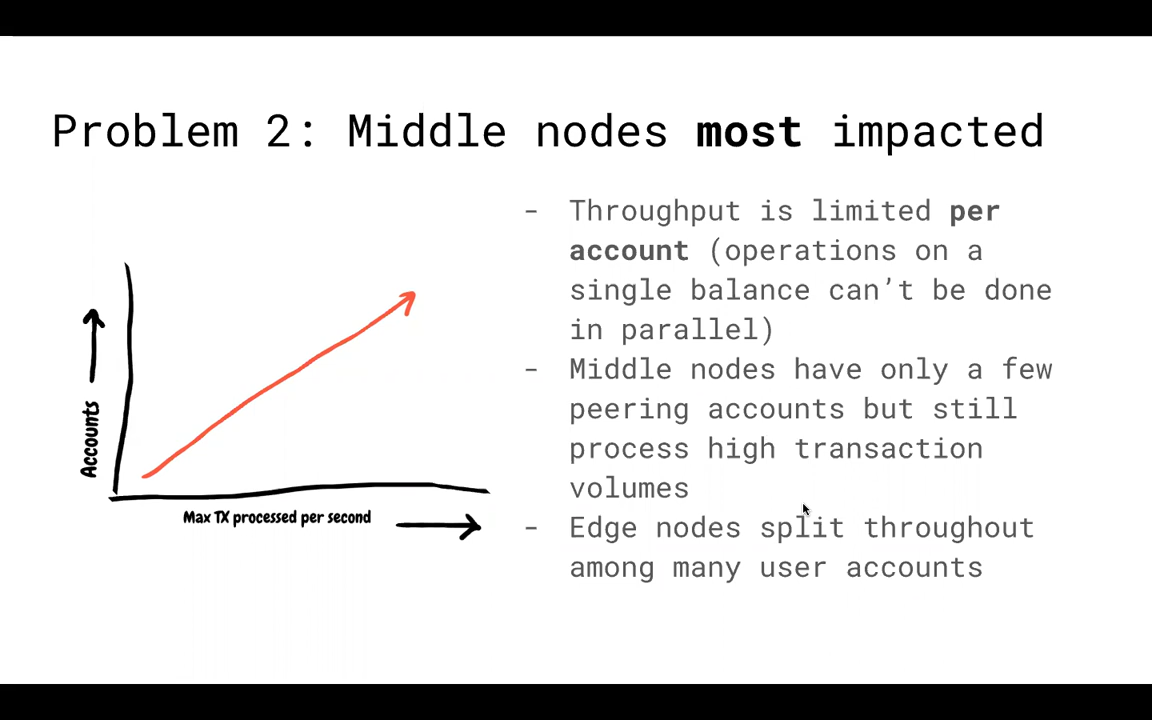 Problem 2: Middle nodes most impacted
- Throughput is limited per
account (operations on a
single balance can’t be done
in parallel)
- Middle nodes have only a few
peering accounts but still
process high transaction
volumes
- Edge nodes split throughout
among many user accounts
Accounts
Max TX processed per second